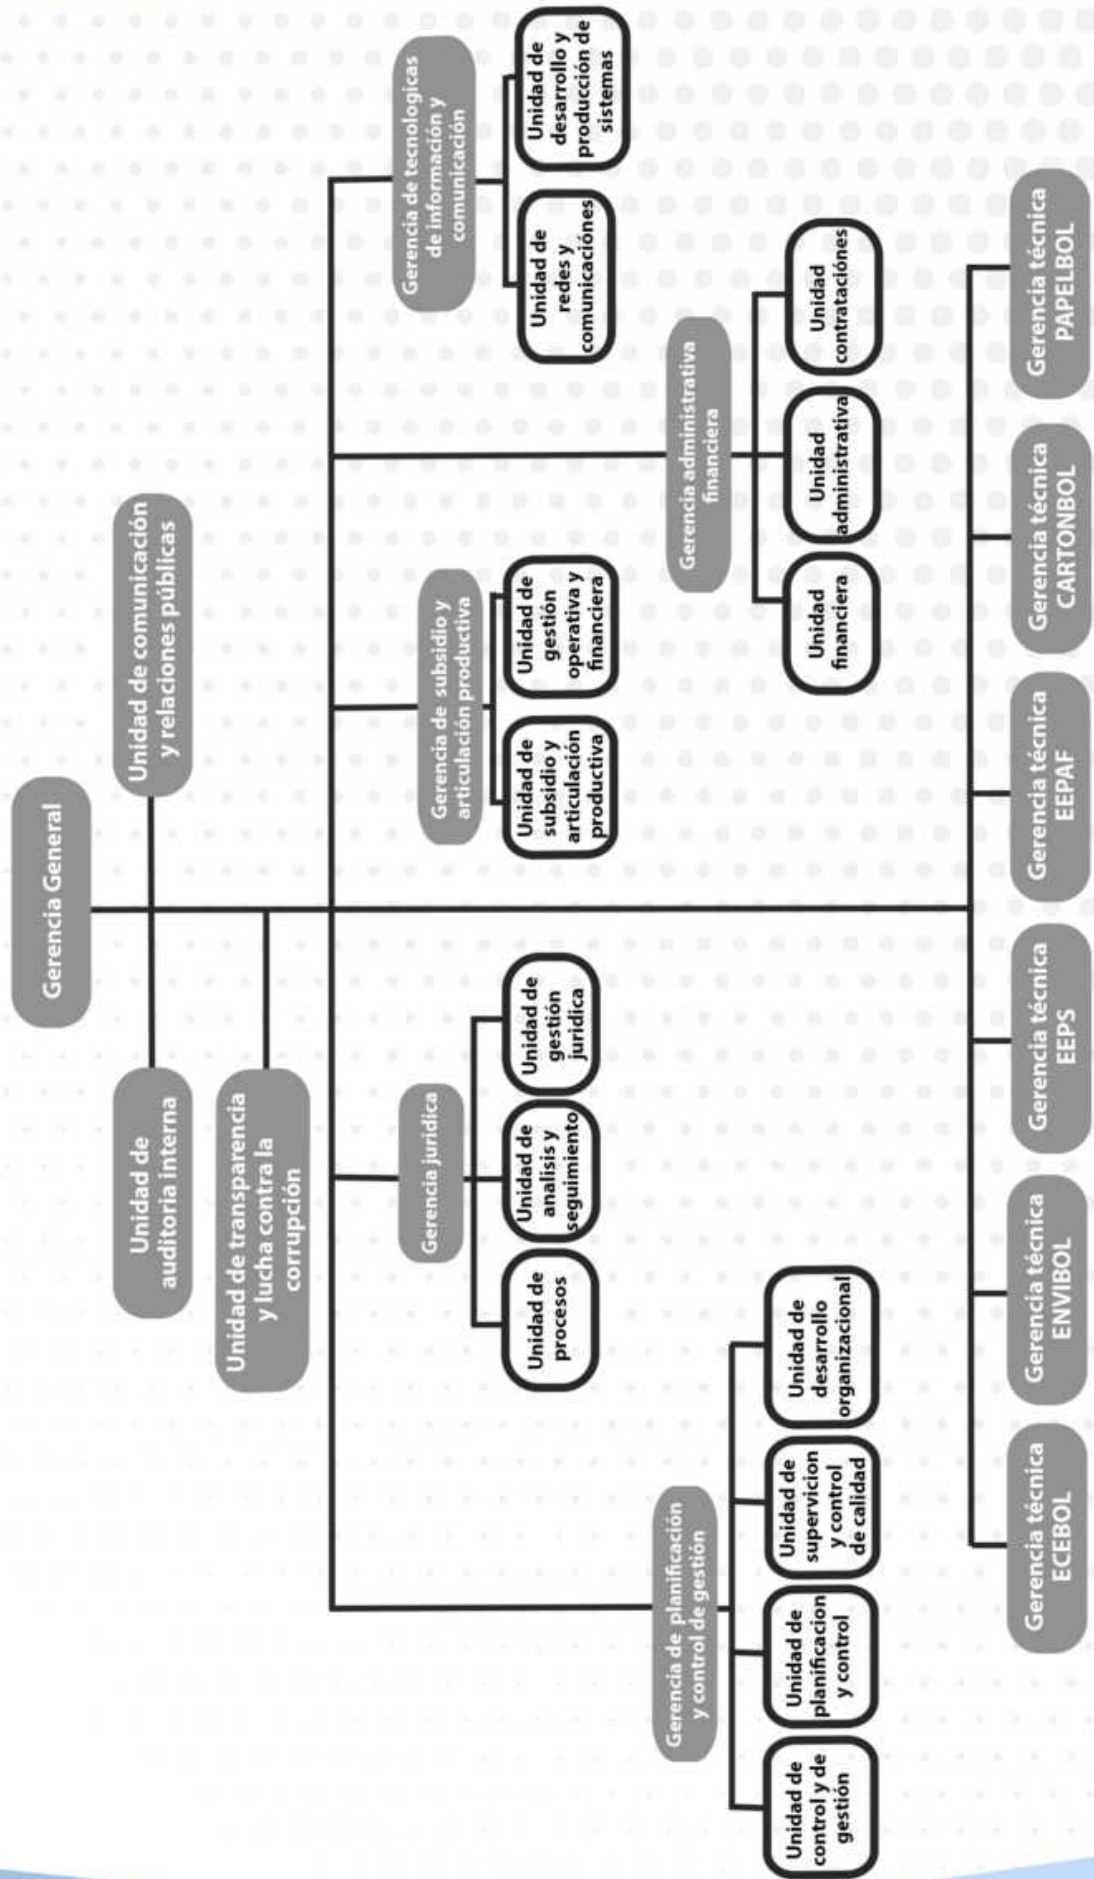 Gerencia General
Unidad de
auditoria interna
Unidad de comunicación
y relaciones públicas
Unidad de transparencia
y lucha contra la
corrupción
Gerencia de planificación
y control de gestión
Unidad de
control y de
gestión
Unidad de
planificacion
y control
Unidad de
supervicion
y control
de calidad
Unidad de
desarrollo
organizacional
Gerencia juridica
Unidad de
procesos
Unidad de
analisis y
seguimiento
Unidad de
gestión
juridica
Gerencia de subsidio y
articulación productiva
Unidad de
subsidio y
articulación
productiva
Unidad de
gestión
operativa y
financiera
Gerencia administrativa
financiera
Unidad
financiera
Unidad
administrativa
Unidad
contrataciónes
Gerencia de tecnologicas
de información y
comunicación
Unidad de
redes y
comunicaciónes
Unidad de
desarrollo y
producción de
sistemas
Gerencia técnica
ECEBOL
Gerencia técnica
ENVIBOL
Gerencia técnica
EEPS
Gerencia técnica
EEPAF
Gerencia técnica
CARTONBOL
Gerencia técnica
PAPELBOL